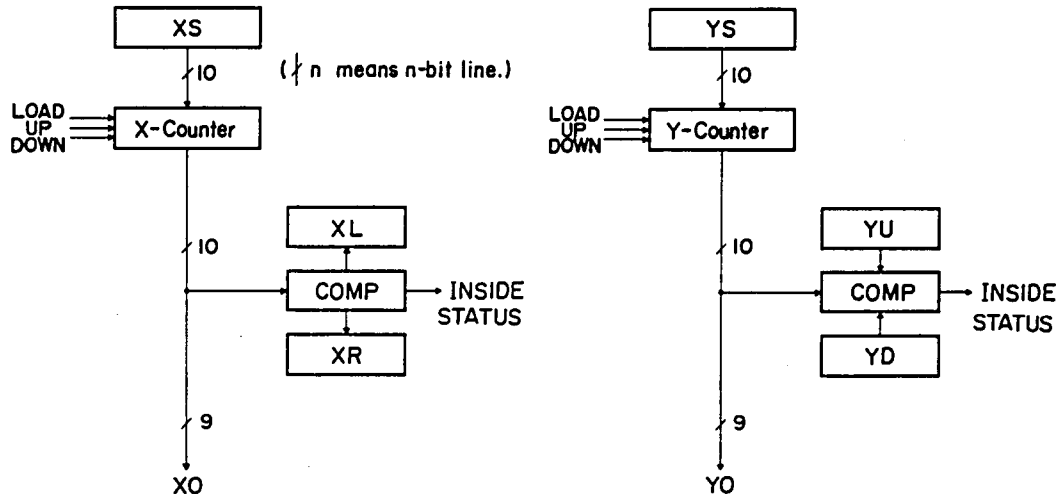 XS
10
(⌿ n means n-bit line.)
LOAD
UP
DOWN
X-Counter
10
XL
COMP
INSIDE
STATUS
XR
9
XO
YS
10
LOAD
UP
DOWN
Y-Counter
10
YU
COMP
INSIDE
STATUS
YD
9
YO